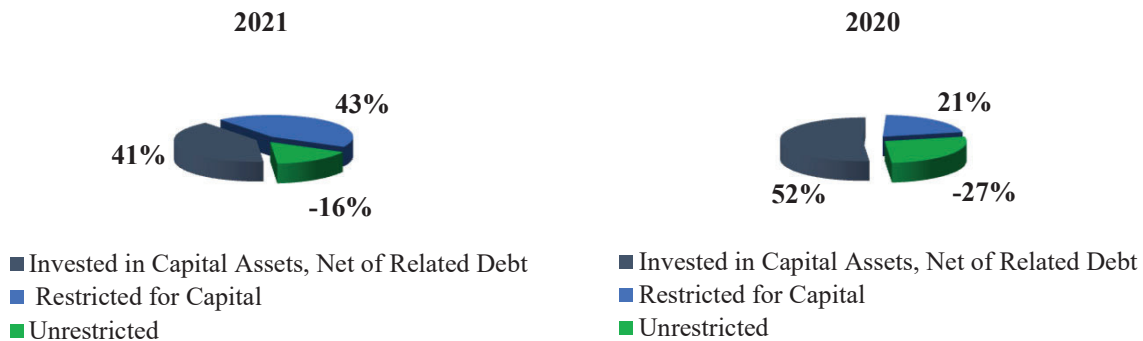 2021
43%
41%
-16%
Invested in Capital Assets, Net of Related Debt
Restricted for Capital
Unrestricted
2020
21%
52%
-27%
Invested in Capital Assets, Net of Related Debt
Restricted for Capital
Unrestricted